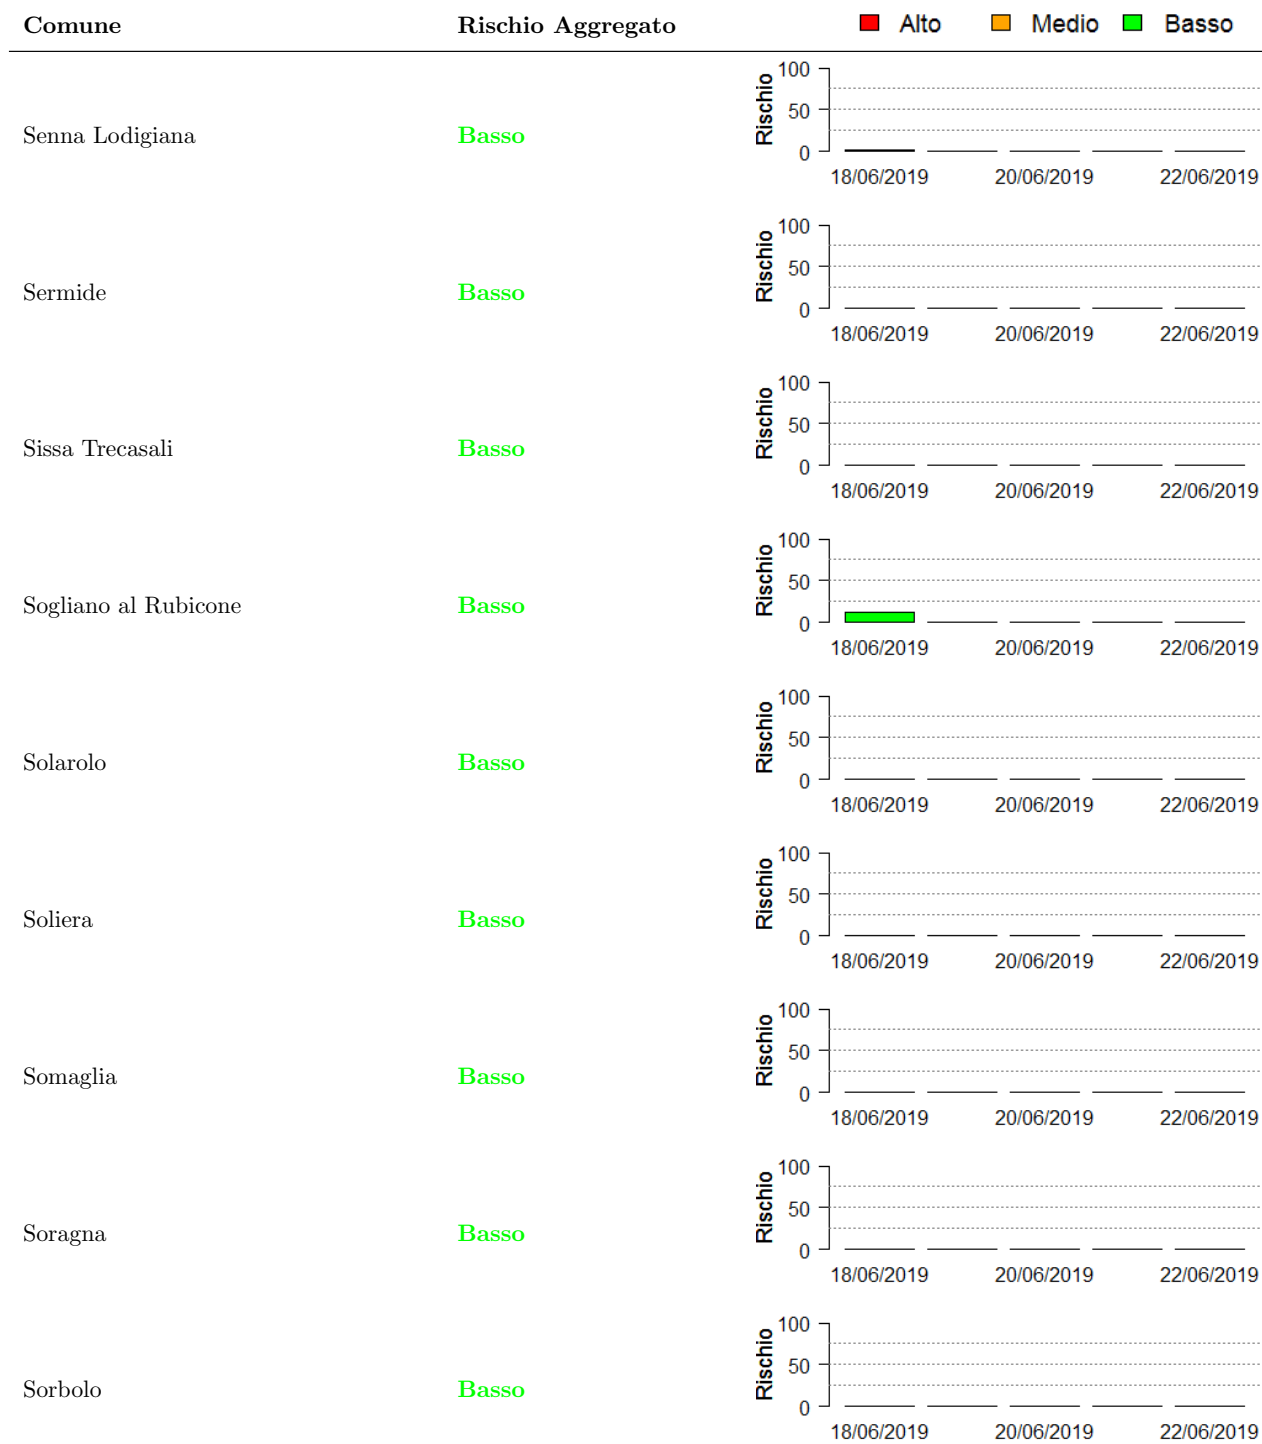 Comune Rischio Aggregato Alto Medio Basso
Senna Lodigiana Basso Rischio 100 50 0
18/06/2019 20/06/2019 22/06/2019
Sermide Basso Rischio 100 50 0
18/06/2019 20/06/2019 22/06/2019
Sissa Trecasali Basso Rischio 100 50 0
18/06/2019 20/06/2019 22/06/2019
Sogliano al Rubicone Basso Rischio 100 50 0
18/06/2019 20/06/2019 22/06/2019
Solarolo Basso Rischio 100 50 0
18/06/2019 20/06/2019 22/06/2019
Soliera Basso Rischio 100 50 0
18/06/2019 20/06/2019 22/06/2019
Somaglia Basso Rischio 100 50 0
18/06/2019 20/06/2019 22/06/2019
Soragna Basso Rischio 100 50 0
18/06/2019 20/06/2019 22/06/2019
Sorbolo Basso Rischio 100 50 0
18/06/2019 20/06/2019 22/06/2019